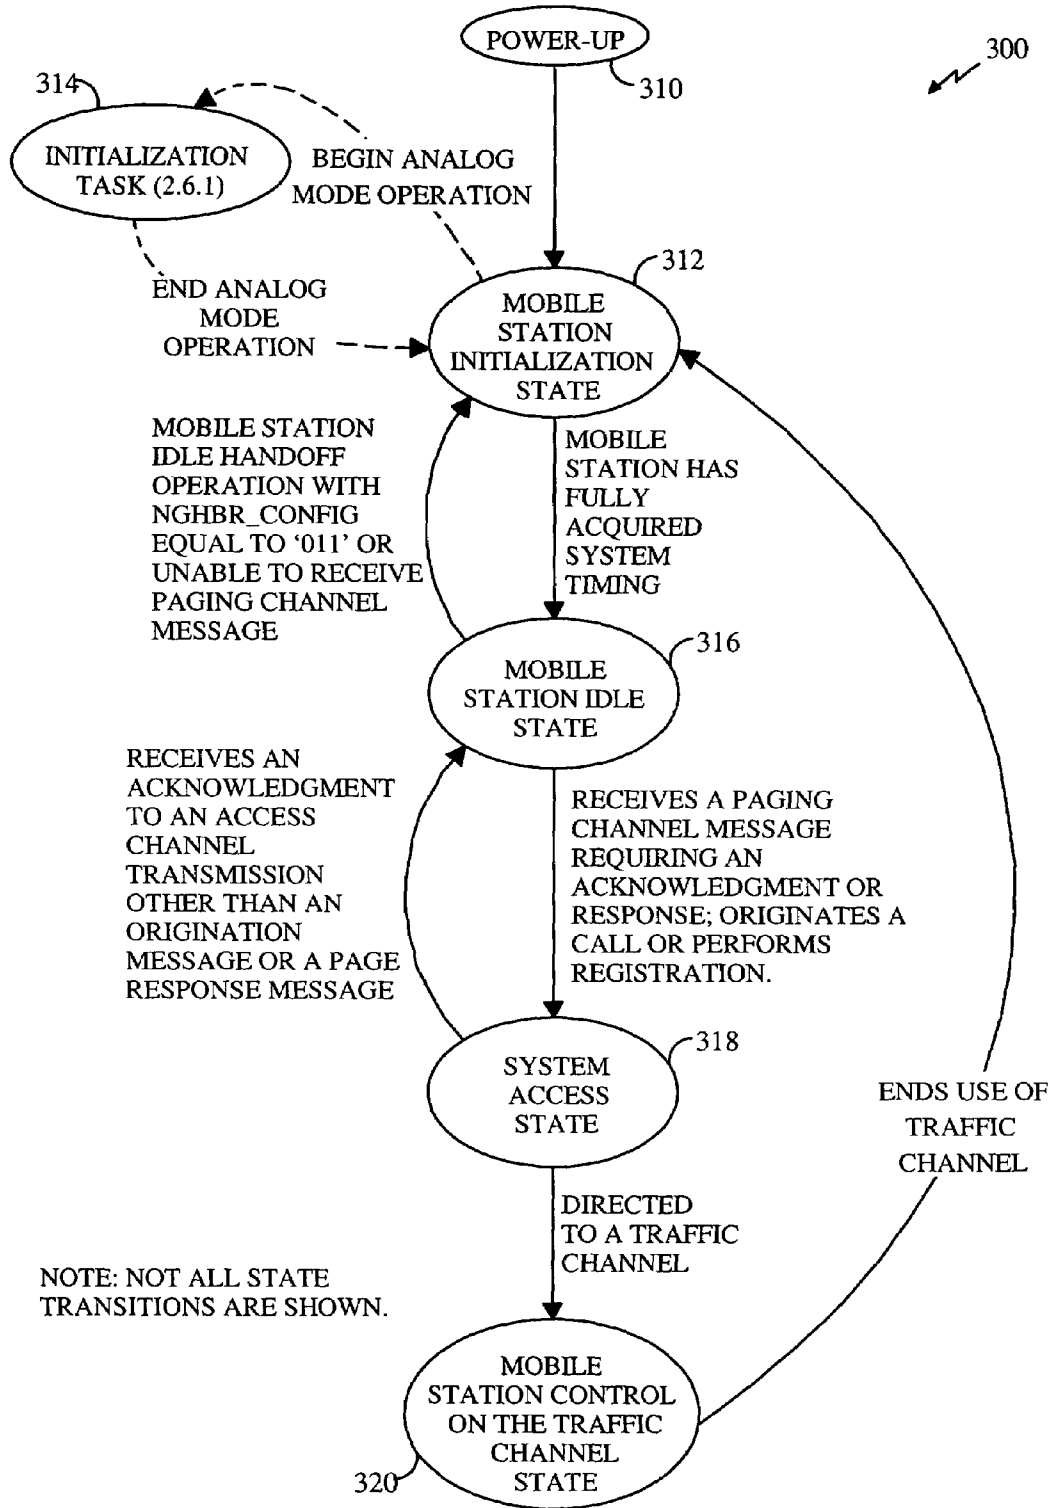 POWER-UP
310
300
314
INITIALIZATION
TASK (2.6.1)
BEGIN ANALOG
MODE OPERATION
END ANALOG
MODE
OPERATION
312
MOBILE
STATION
INITIALIZATION
STATE
MOBILE STATION
IDLE HANDOFF
OPERATION WITH
NGHBR_CONFIG
EQUAL TO ‘011’ OR
UNABLE TO RECEIVE
PAGING CHANNEL
MESSAGE
MOBILE
STATION HAS
FULLY
ACQUIRED
SYSTEM
TIMING
316
MOBILE
STATION IDLE
STATE
RECEIVES AN
ACKNOWLEDGMENT
TO AN ACCESS
CHANNEL
TRANSMISSION
OTHER THAN AN
ORIGINATION
MESSAGE OR A PAGE
RESPONSE MESSAGE
RECEIVES A PAGING
CHANNEL MESSAGE
REQUIRING AN
ACKNOWLEDGMENT OR
RESPONSE; ORIGINATES A
CALL OR PERFORMS
REGISTRATION.
318
SYSTEM
ACCESS
STATE
ENDS USE OF
TRAFFIC
CHANNEL
DIRECTED
TO A TRAFFIC
CHANNEL
NOTE: NOT ALL STATE
TRANSITIONS ARE SHOWN.
MOBILE
STATION CONTROL
ON THE TRAFFIC
CHANNEL
STATE
320